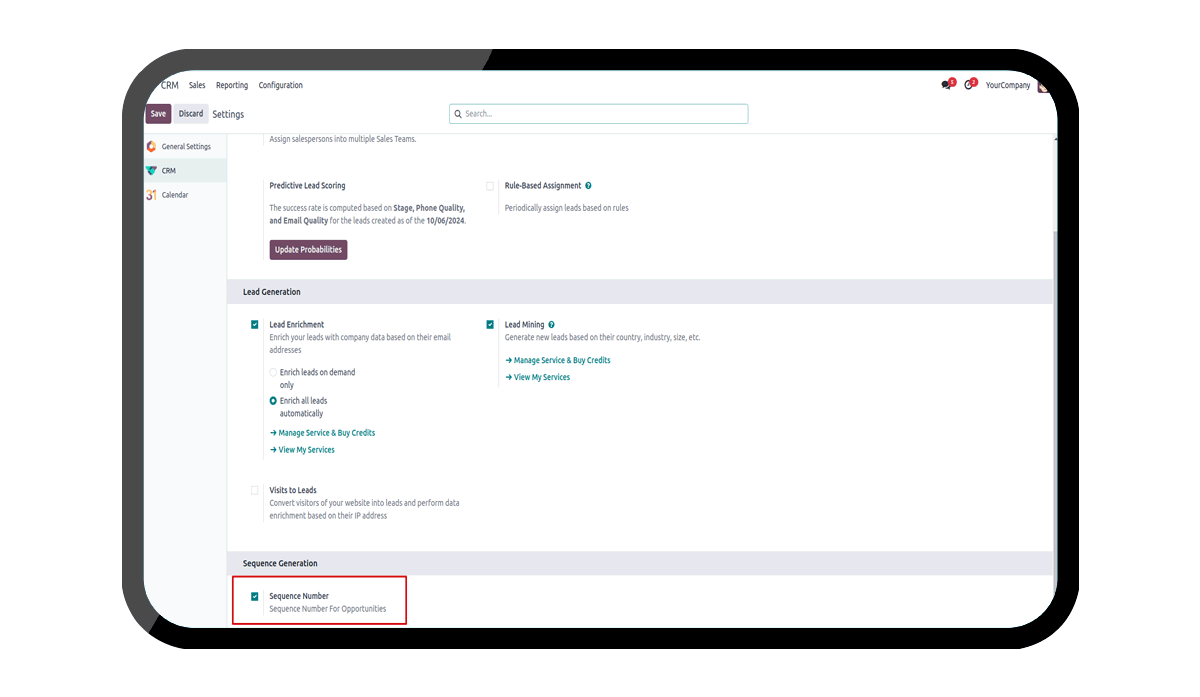 CRM Sales Reporting Configuration 5 2 YourCompany
Save Discard Settings Search...
General Settings
CRM
31 Calendar
Assign salespersons into multiple Sales Teams.
Predictive Lead Scoring
The success rate is computed based on Stage, Phone Quality,
and Email Quality for the leads created as of the 10/06/2024.
Update Probabilities
Rule-Based Assignment ?
Periodically assign leads based on rules
Lead Generation
Lead Enrichment
Enrich your leads with company data based on their email
addresses
Enrich leads on demand
only
Enrich all leads
automatically
Manage Service & Buy Credits
View My Services
Lead Mining ?
Generate new leads based on their country, industry, size, etc.
Manage Service & Buy Credits
View My Services
Visits to Leads
Convert visitors of your website into leads and perform data
enrichment based on their IP address
Sequence Generation
Sequence Number
Sequence Number For Opportunities